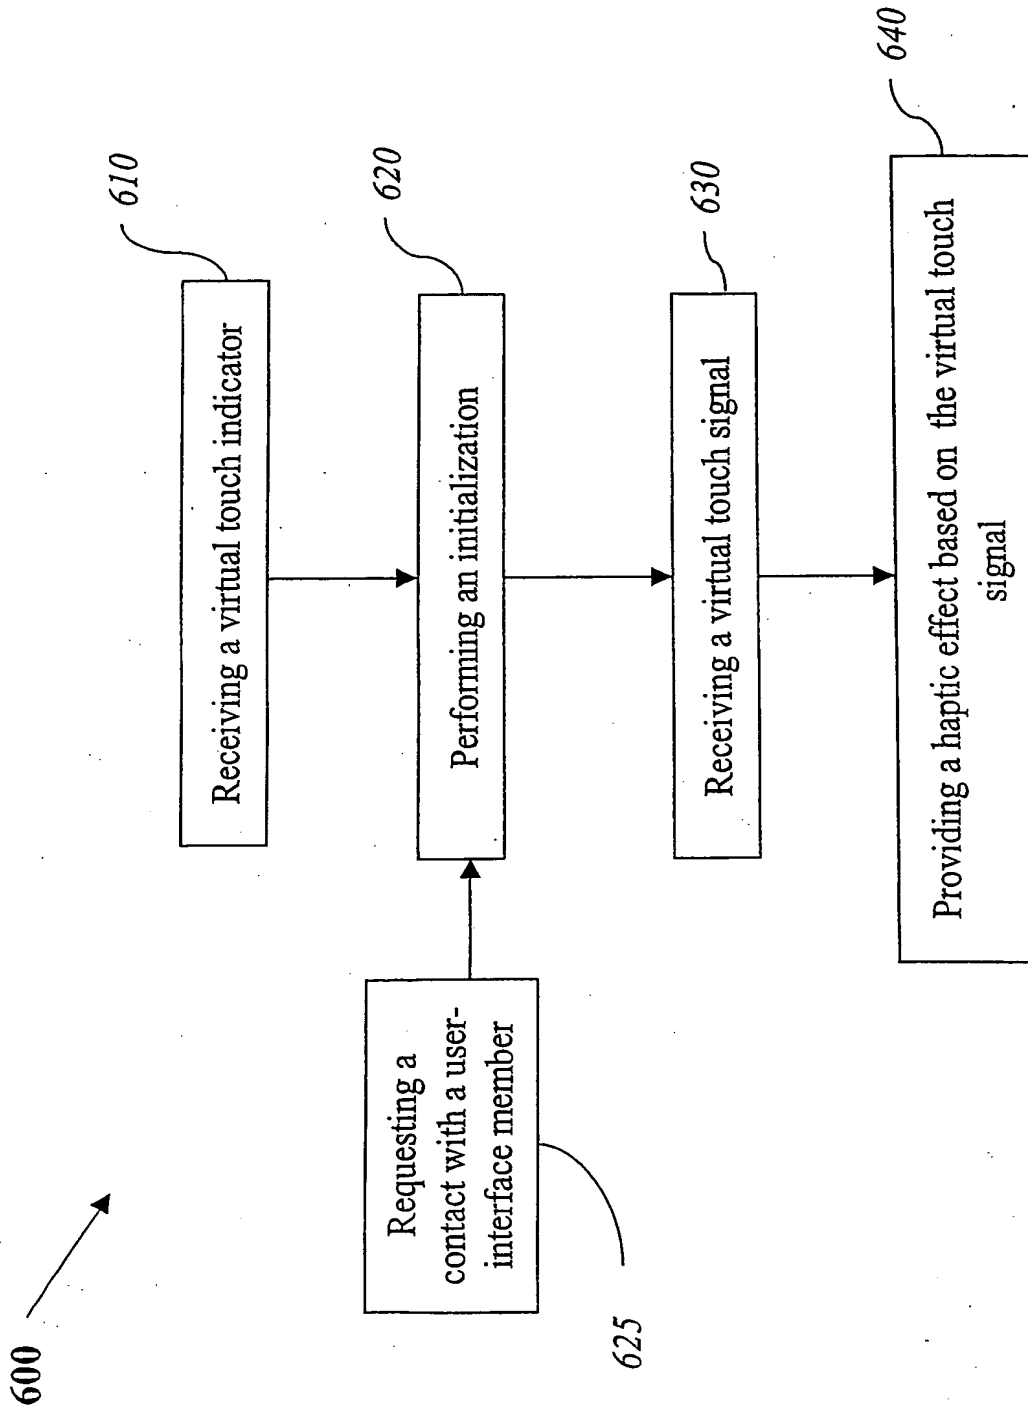 600
610
Receiving a virtual touch indicator
620
Performing an initialization
Requesting a
contact with a user-
interface member
625
630
Receiving a virtual touch signal
640
Providing a haptic effect based on the virtual touch
signal